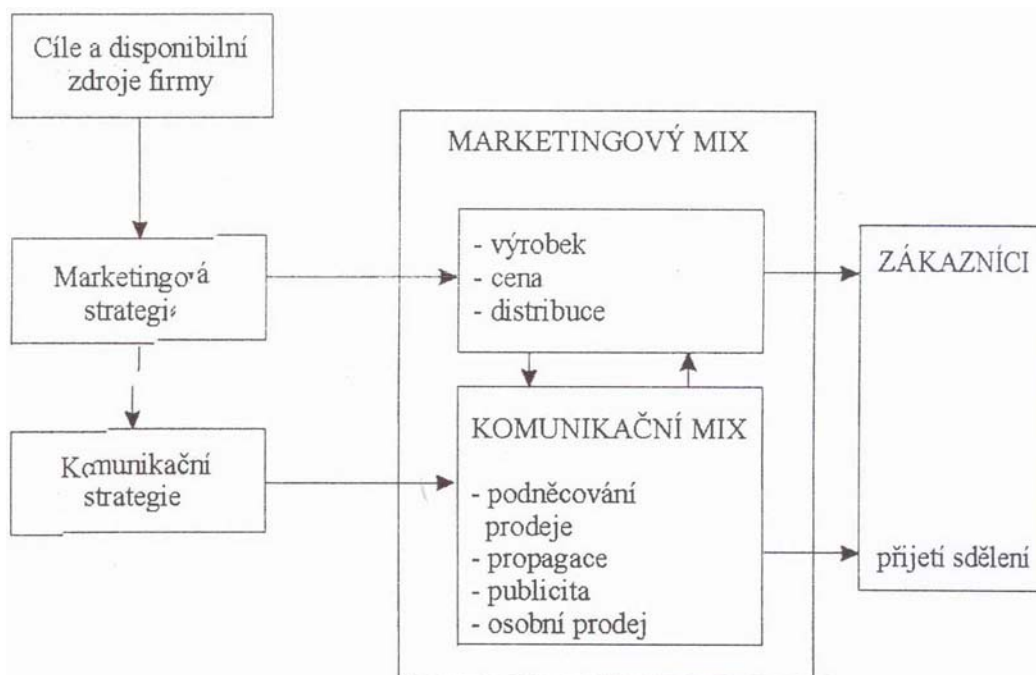 Cíle a disponibilní
zdroje firmy
Marketingová
strategie
Komunikační
strategie
MARKETINGOVÝ MIX
- výrobek
- cena
- distribuce
KOMUNIKAČNÍ MIX
- podněcování
prodeje
- propagace
- publicita
- osobní prodej
ZÁKAZNÍCI
přijetí sdělení